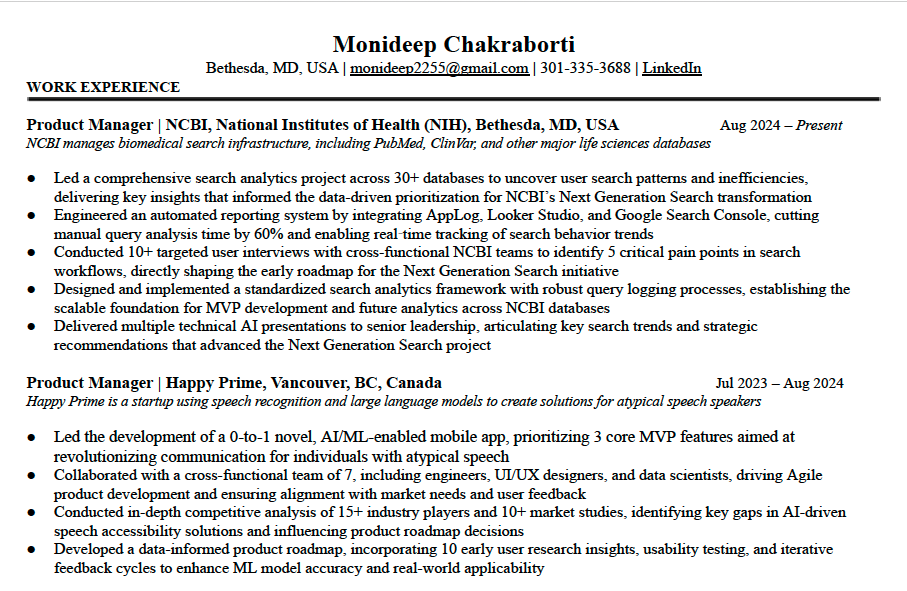 Monideep Chakraborti
Bethesda, MD, USA | monideep2255@gmail.com | 301-335-3688 | LinkedIn
WORK EXPERIENCE
Product Manager | NCBI, National Institutes of Health (NIH), Bethesda, MD, USA Aug 2024 – Present
NCBI manages biomedical search infrastructure, including PubMed, ClinVar, and other major life sciences databases
● Led a comprehensive search analytics project across 30+ databases to uncover user search patterns and inefficiencies,
delivering key insights that informed the data-driven prioritization for NCBI's Next Generation Search transformation
● Engineered an automated reporting system by integrating AppLog, Looker Studio, and Google Search Console, cutting
manual query analysis time by 60% and enabling real-time tracking of search behavior trends
● Conducted 10+ targeted user interviews with cross-functional NCBI teams to identify 5 critical pain points in search
workflows, directly shaping the early roadmap for the Next Generation Search initiative
● Designed and implemented a standardized search analytics framework with robust query logging processes, establishing the
scalable foundation for MVP development and future analytics across NCBI databases
● Delivered multiple technical AI presentations to senior leadership, articulating key search trends and strategic
recommendations that advanced the Next Generation Search project
Product Manager | Happy Prime, Vancouver, BC, Canada Jul 2023 – Aug 2024
Happy Prime is a startup using speech recognition and large language models to create solutions for atypical speech speakers
● Led the development of a 0-to-1 novel, AI/ML-enabled mobile app, prioritizing 3 core MVP features aimed at
revolutionizing communication for individuals with atypical speech
● Collaborated with a cross-functional team of 7, including engineers, UI/UX designers, and data scientists, driving Agile
product development and ensuring alignment with market needs and user feedback
● Conducted in-depth competitive analysis of 15+ industry players and 10+ market studies, identifying key gaps in AI-driven
speech accessibility solutions and influencing product roadmap decisions
● Developed a data-informed product roadmap, incorporating 10 early user research insights, usability testing, and iterative
feedback cycles to enhance ML model accuracy and real-world applicability